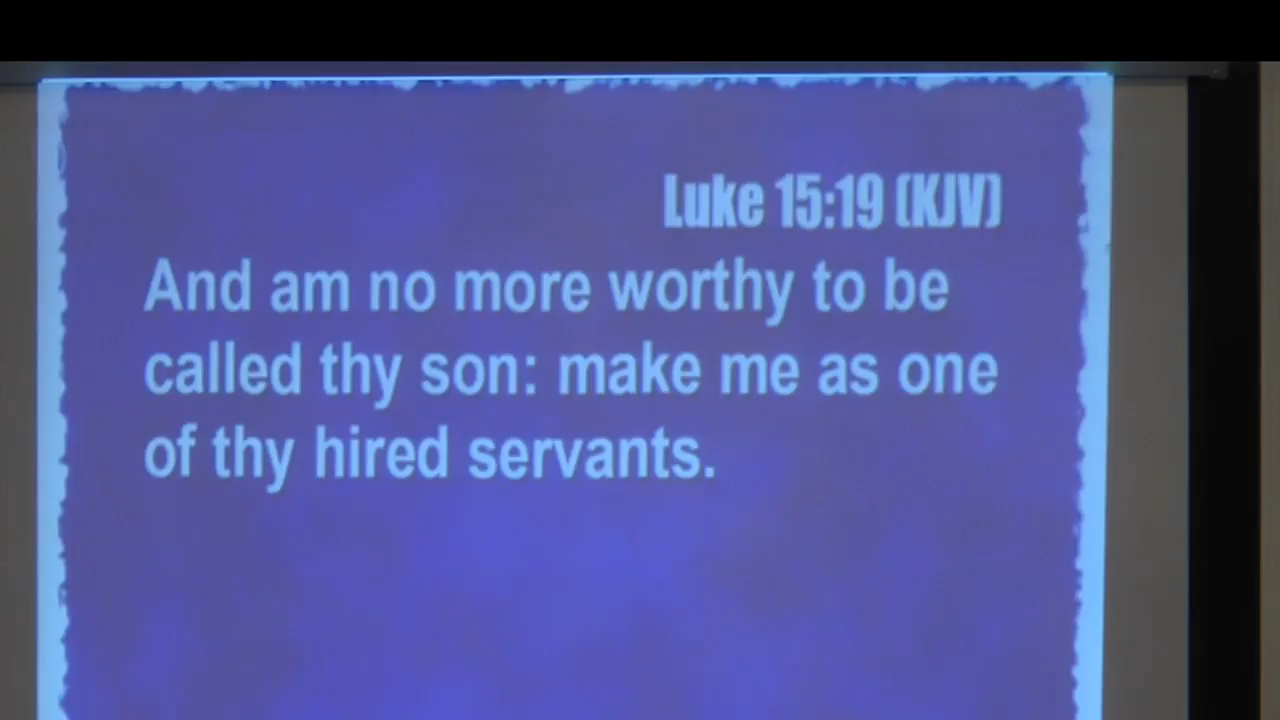 Luke 15:19 (KJV)
And am no more worthy to be
called thy son: make me as one
of thy hired servants.